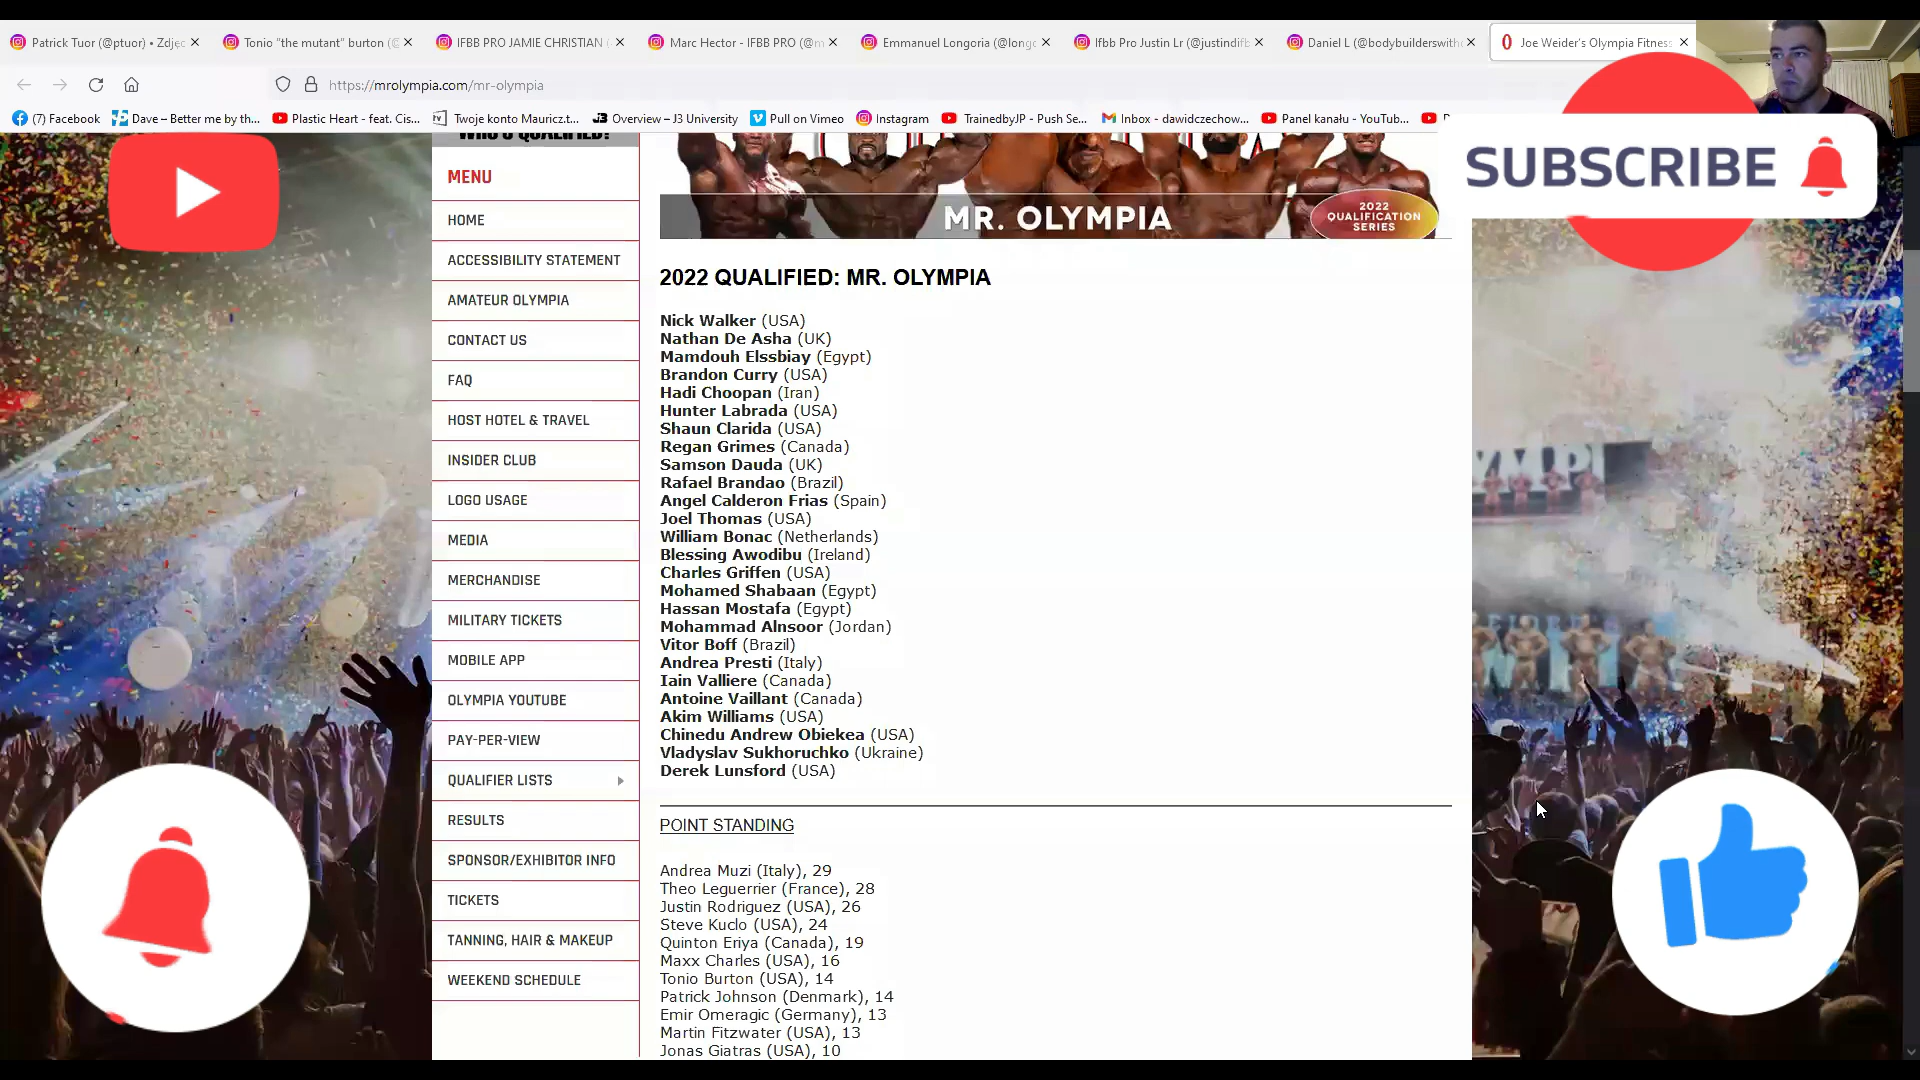 Patrick Tuor (@ptuor) • Zdjęc
Tonio "the mutant" burton (@
IFBB PRO JAMIE CHRISTIAN (
Marc Hector - IFBB PRO (@m
Emmanuel Longoria (@longo
Ifbb Pro Justin Lr (@justindifb
Daniel L (@bodybuilderswith
Joe Weider's Olympia Fitness
https://mrolympia.com/mr-olympia
(7) Facebook
Dave – Better me by th...
Plastic Heart - feat. Cis...
Twoje konto Mauricz.t...
Overview – J3 University
Pull on Vimeo
Instagram
TrainedbyJP - Push Se...
Inbox - dawidczechow...
Panel kanału - YouTub...
WHO'S QUALIFIED?
SUBSCRIBE
MENU
HOME
ACCESSIBILITY STATEMENT
AMATEUR OLYMPIA
CONTACT US
FAQ
HOST HOTEL & TRAVEL
INSIDER CLUB
LOGO USAGE
MEDIA
MERCHANDISE
MILITARY TICKETS
MOBILE APP
OLYMPIA YOUTUBE
PAY-PER-VIEW
QUALIFIER LISTS
RESULTS
SPONSOR/EXHIBITOR INFO
TICKETS
TANNING, HAIR & MAKEUP
WEEKEND SCHEDULE
MR. OLYMPIA
2022
QUALIFICATION
SERIES
2022 QUALIFIED: MR. OLYMPIA
Nick Walker (USA)
Nathan De Asha (UK)
Mamdouh Elssbiay (Egypt)
Brandon Curry (USA)
Hadi Choopan (Iran)
Hunter Labrada (USA)
Shaun Clarida (USA)
Regan Grimes (Canada)
Samson Dauda (UK)
Rafael Brandao (Brazil)
Angel Calderon Frias (Spain)
Joel Thomas (USA)
William Bonac (Netherlands)
Blessing Awodibu (Ireland)
Charles Griffen (USA)
Mohamed Shabaan (Egypt)
Hassan Mostafa (Egypt)
Mohammad Alnsoor (Jordan)
Vitor Boff (Brazil)
Andrea Presti (Italy)
Iain Valliere (Canada)
Antoine Vaillant (Canada)
Akim Williams (USA)
Chinedu Andrew Obiekea (USA)
Vladyslav Sukhoruchko (Ukraine)
Derek Lunsford (USA)
POINT STANDING
Andrea Muzi (Italy), 29
Theo Leguerrier (France), 28
Justin Rodriguez (USA), 26
Steve Kuclo (USA), 24
Quinton Eriya (Canada), 19
Maxx Charles (USA), 16
Tonio Burton (USA), 14
Patrick Johnson (Denmark), 14
Emir Omeragic (Germany), 13
Martin Fitzwater (USA), 13
Jonas Giatras (USA), 10